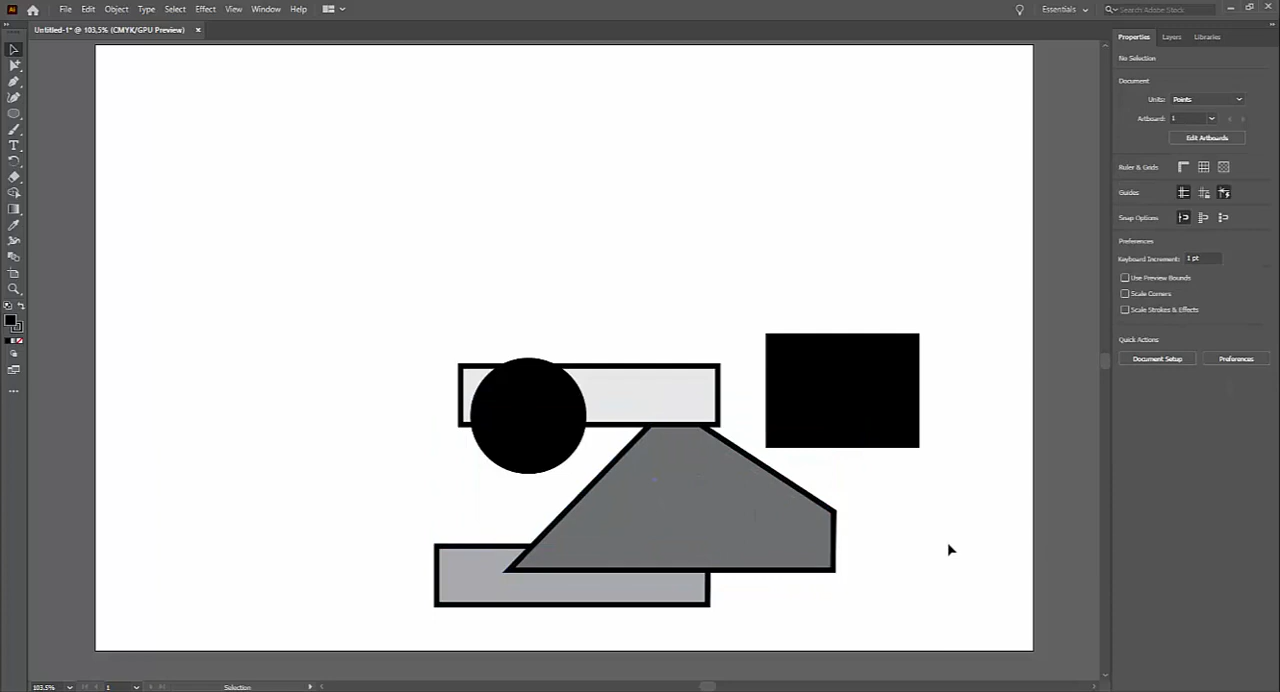 Ai File Edit Object Type Select Effect View Window Help Essentials Search Adobe Stock
Untitled-1* @ 103,5% (CMYK/GPU Preview) ×
Properties Layers Libraries
No Selection
Document
Units: Points
Artboard: 1
Edit Artboards
Ruler & Grids
Guides
Snap Options
Preferences
Keyboard Increment: 1 pt
Use Preview Bounds
Scale Corners
Scale Strokes & Effects
Quick Actions
Document Setup Preferences
103,5% 1 Selection